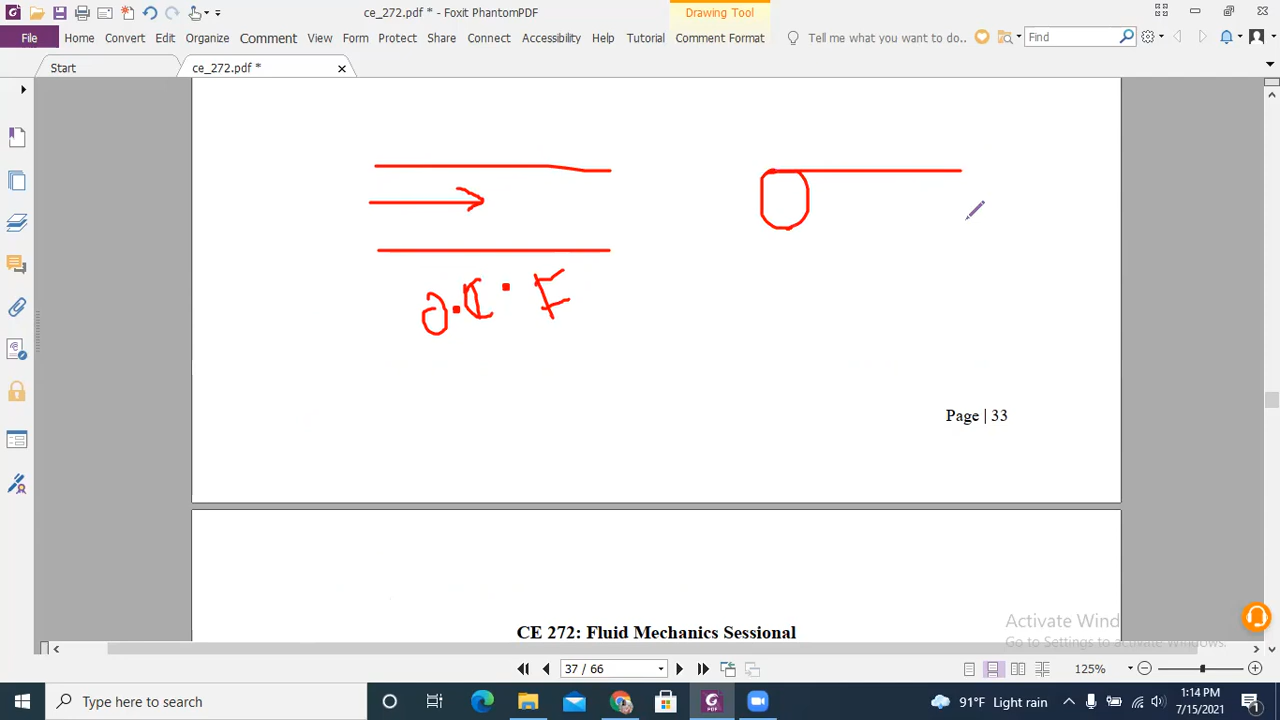 ce_272.pdf * - Foxit PhantomPDF
Drawing Tool
File Home Convert Edit Organize Comment View Form Protect Share Connect Accessibility Help Tutorial Comment Format Tell me what you want to do.. Find
Start ce_272.pdf *
Page | 33
CE 272: Fluid Mechanics Sessional
Activate Wind
Go to Settings to activate Windows.
37 / 66
125%
Type here to search
91°F Light rain
1:14 PM
7/15/2021